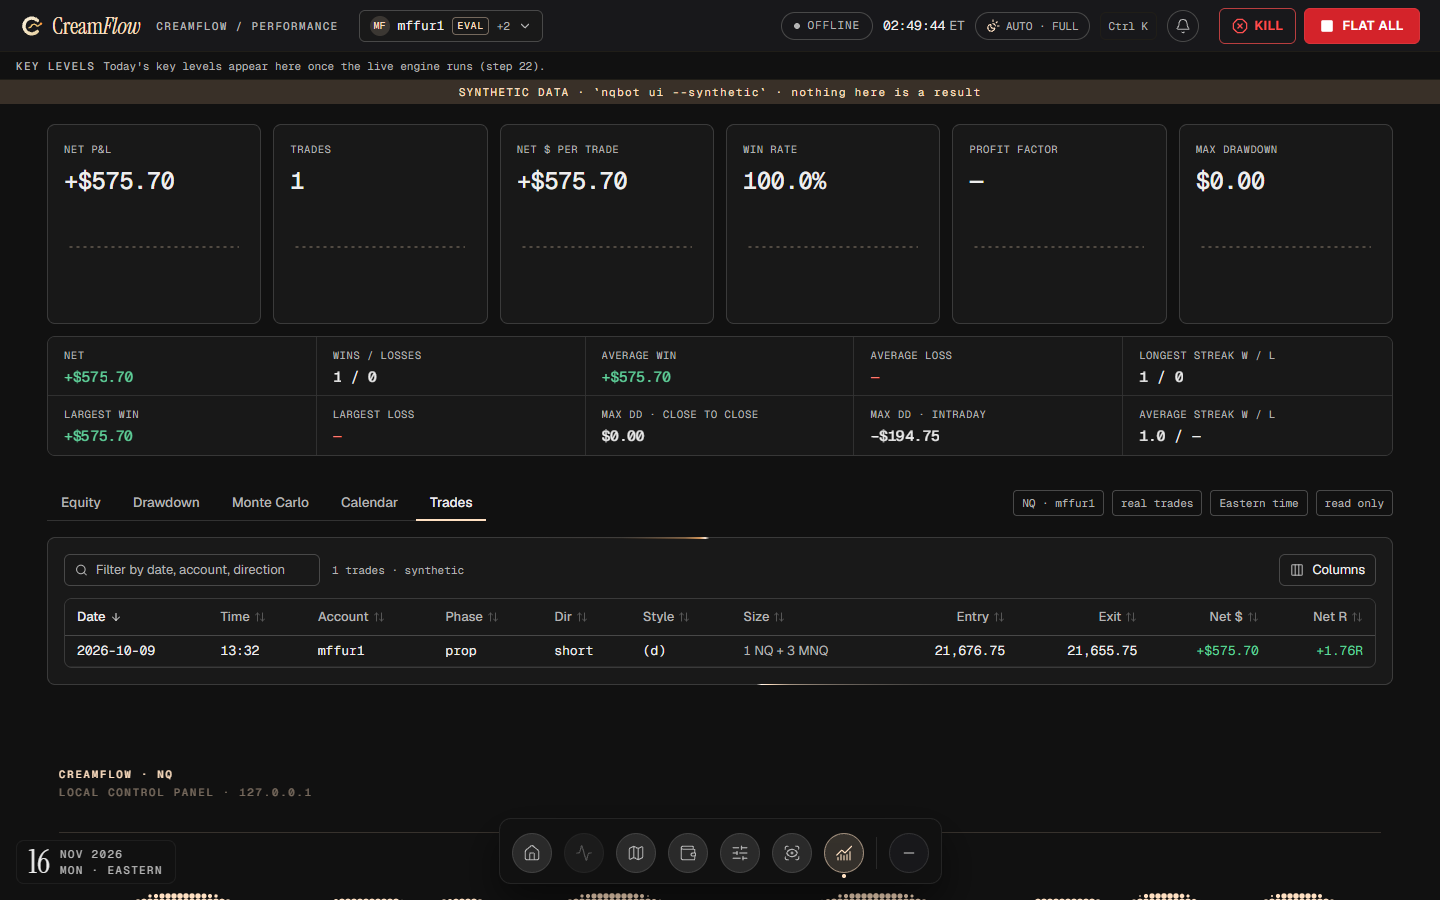 CreamFlow CREAMFLOW / PERFORMANCE MF mffur1 EVAL +2 OFFLINE 02:49:44 ET AUTO · FULL Ctrl K KILL FLAT ALL
KEY LEVELS Today's key levels appear here once the live engine runs (step 22).
SYNTHETIC DATA · `nqbot ui --synthetic` · nothing here is a result
NET P&L TRADES NET $ PER TRADE WIN RATE PROFIT FACTOR MAX DRAWDOWN
+$575.70 1 +$575.70 100.0% — $0.00
NET WINS / LOSSES AVERAGE WIN AVERAGE LOSS LONGEST STREAK W / L
+$575.70 1 / 0 +$575.70 — 1 / 0
LARGEST WIN LARGEST LOSS MAX DD · CLOSE TO CLOSE MAX DD · INTRADAY AVERAGE STREAK W / L
+$575.70 — $0.00 −$194.75 1.0 / —
Equity Drawdown Monte Carlo Calendar Trades NQ · mffur1 real trades Eastern time read only
Filter by date, account, direction 1 trades · synthetic Columns
Date ↓ Time Account Phase Dir Style Size Entry Exit Net $ Net R
2026-10-09 13:32 mffur1 prop short (d) 1 NQ + 3 MNQ 21,676.75 21,655.75 +$575.70 +1.76R
CREAMFLOW · NQ
LOCAL CONTROL PANEL · 127.0.0.1
16 NOV 2026
MON · EASTERN